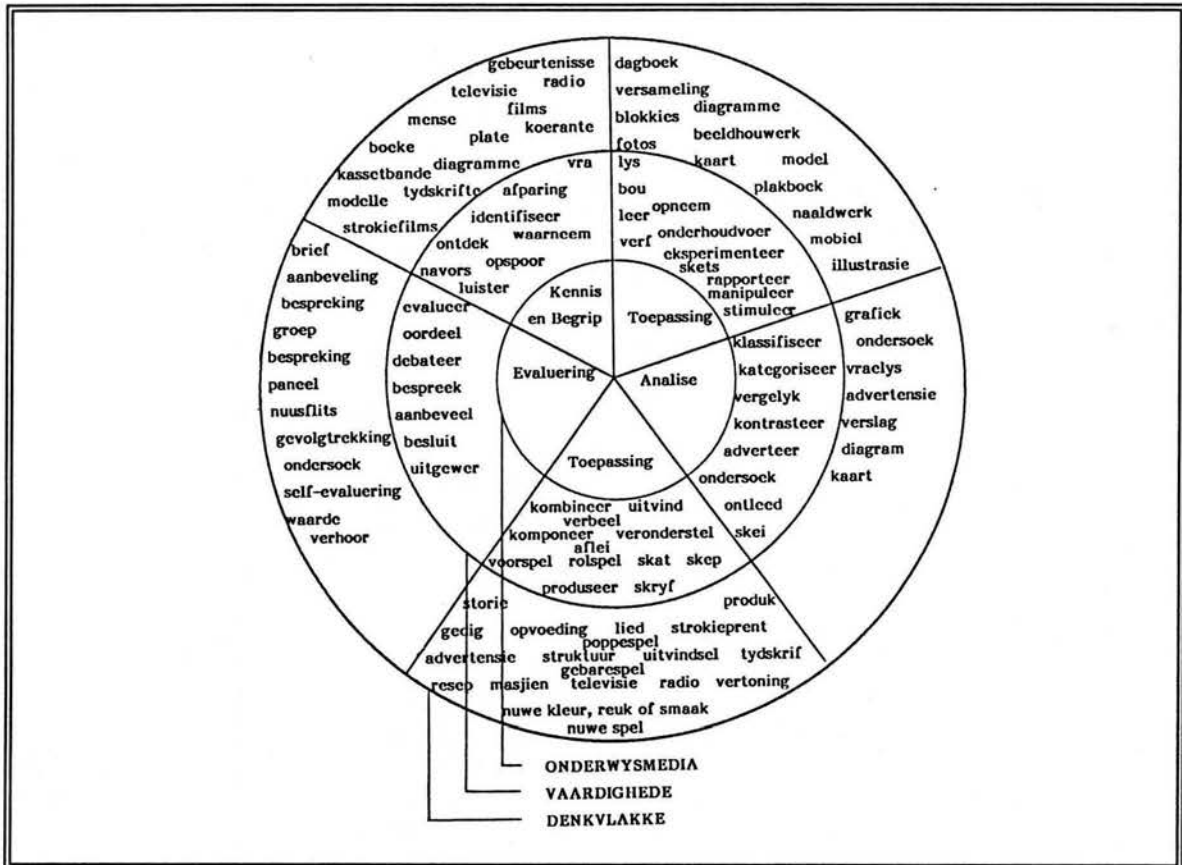 gebeurtenisse
radio
televisie
films
mense
koerante
plate
boeke
diagramme
kassetbande
tydskrifte
modelle
strokiefilms
vra
afparing
identifiseer
waarneem
ontdek
opspoor
navors
luister
Kennis
en Begrip
dagboek
versameling
diagramme
blokkies
beeldhouwerk
fotos
kaart
model
plakboek
naaldwerk
mobiel
illustrasie
lys
bou
opneem
leer
onderhoudvoer
verf
eksperimenteer
skets
rapporteer
manipuleer
stimuleer
Toepassing
grafiek
ondersoek
vraelys
advertensie
verslag
diagram
kaart
klassifiseer
kategoriseer
vergelyk
kontrasteer
adverteer
ondersoek
ontleed
skei
Analise
Toepassing
kombineer uitvind
verbeel
komponeer veronderstel
aflei
voorspel rolspel skat skep
produseer skryf
storie produk
gedig opvoeding lied strokieprent
poppespel
advertensie struktuur uitvindsel tydskrif
gebarespel
resep masjien televisie radio vertoning
nuwe kleur, reuk of smaak
nuwe spel
Evaluering
evalueer
oordeel
debateer
bespreek
aanbeveel
besluit
uitgewer
brief
aanbeveling
bespreking
groep
bespreking
paneel
nuusflits
gevolgtrekking
ondersoek
self-evaluering
waarde
verhoor
ONDERWYSMEDIA
VAARDIGHEDE
DENKVLAKKE